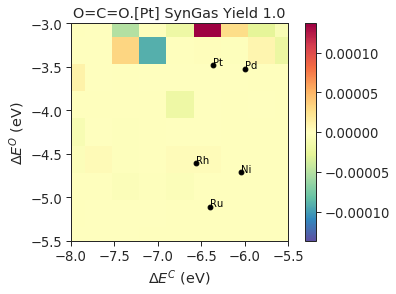 O=C=O.[Pt] SynGas Yield 1.0
−3.0
−3.5
−4.0
−4.5
−5.0
−5.5
ΔE^O (eV)
Pt
Pd
Rh
Ni
Ru
−8.0 −7.5 −7.0 −6.5 −6.0 −5.5
ΔE^C (eV)
0.00010
0.00005
0.00000
−0.00005
−0.00010